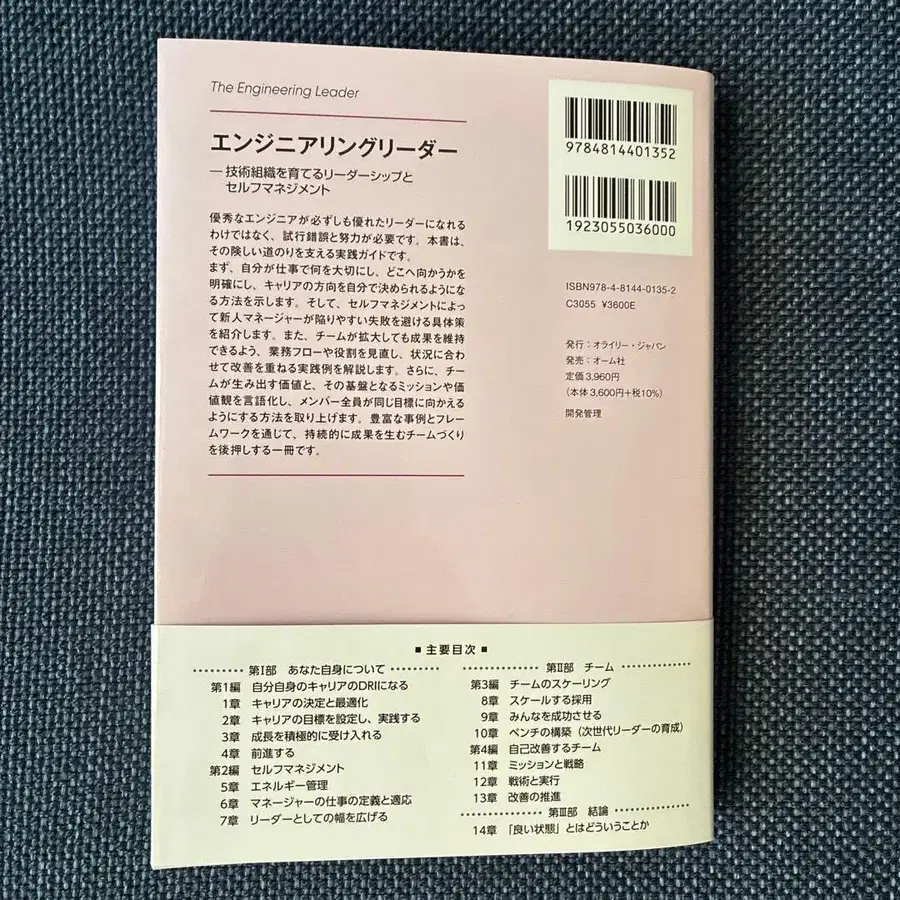 The Engineering Leader
エンジニアリングリーダー
―技術組織を育てるリーダーシップと
セルフマネジメント
優秀なエンジニアが必ずしも優れたリーダーになれる
わけではなく、試行錯誤と努力が必要です。本書は、
その険しい道のりを支える実践ガイドです。
まず、自分が仕事で何を大切にし、どこへ向かうかを
明確にし、キャリアの方向を自分で決められるようにな
る方法を示します。そして、セルフマネジメントによっ
て新人マネージャーが陥りやすい失敗を避ける具体策
を紹介します。また、チームが拡大しても成果を維持
できるよう、業務フローや役割を見直し、状況に合わ
せて改善を重ねる実践例を解説します。さらに、チー
ムが生み出す価値と、その基盤となるミッションや価
値観を言語化し、メンバー全員が同じ目標に向かえる
ようにする方法を取り上げます。豊富な事例とフレー
ムワークを通じて、持続的に成果を生むチームづくり
を後押しする一冊です。
9784814401352
1923055036000
ISBN978-4-8144-0135-2
C3055 ¥3600E
発行：オライリー・ジャパン
発売：オーム社
定価3,960円
（本体3,600円+税10%）
開発管理
■ 主要目次 ■
第Ⅰ部 あなた自身について
第1編 自分自身のキャリアのDRIになる
1章 キャリアの決定と最適化
2章 キャリアの目標を設定し、実践する
3章 成長を積極的に受け入れる
4章 前進する
第2編 セルフマネジメント
5章 エネルギー管理
6章 マネージャーの仕事の定義と適応
7章 リーダーとしての幅を広げる
第Ⅱ部 チーム
第3編 チームのスケーリング
8章 スケールする採用
9章 みんなを成功させる
10章 ベンチの構築（次世代リーダーの育成）
第4編 自己改善するチーム
11章 ミッションと戦略
12章 戦術と実行
13章 改善の推進
第Ⅲ部 結論
14章 「良い状態」とはどういうことか